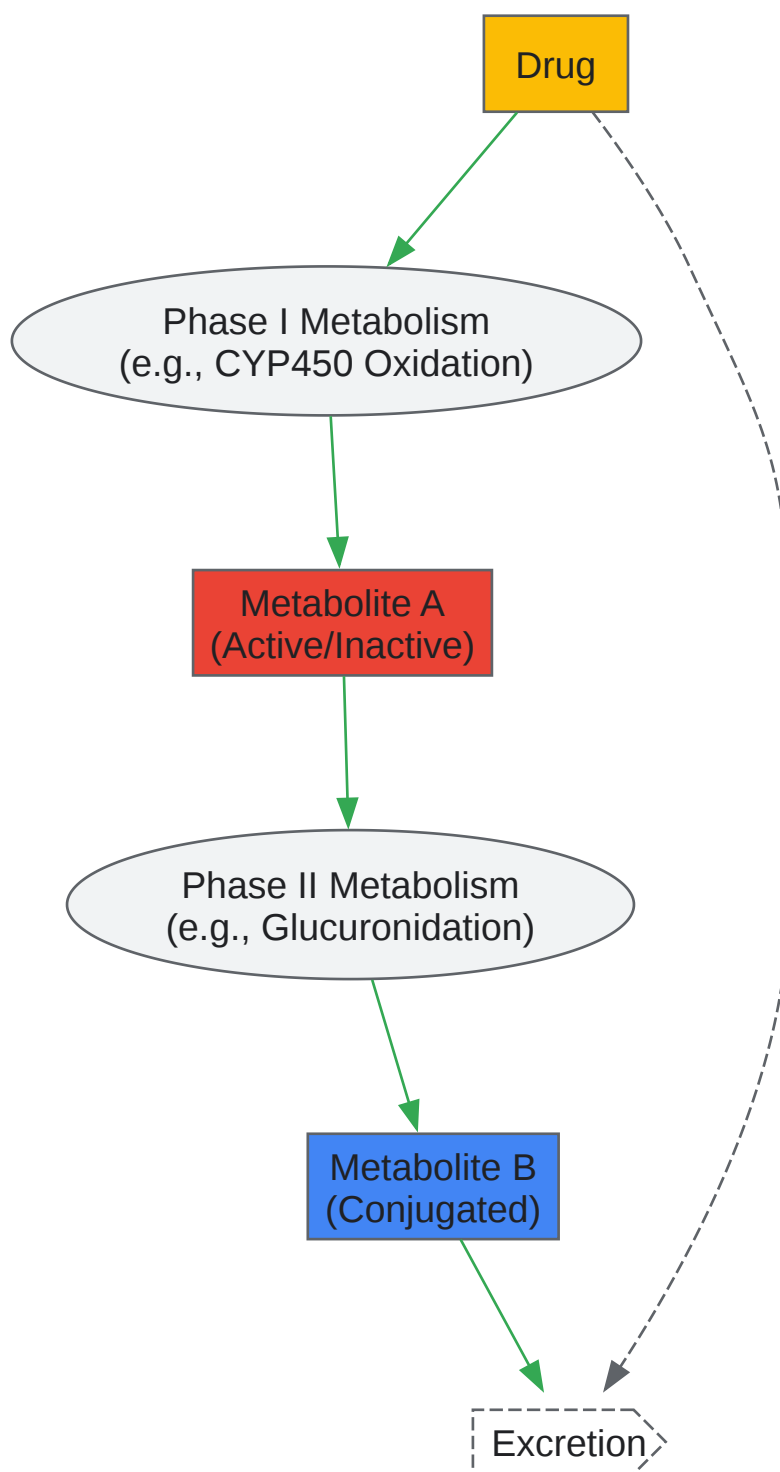 Drug
Phase I Metabolism
(e.g., CYP450 Oxidation)
Metabolite A
(Active/Inactive)
Phase II Metabolism
(e.g., Glucuronidation)
Metabolite B
(Conjugated)
Excretion